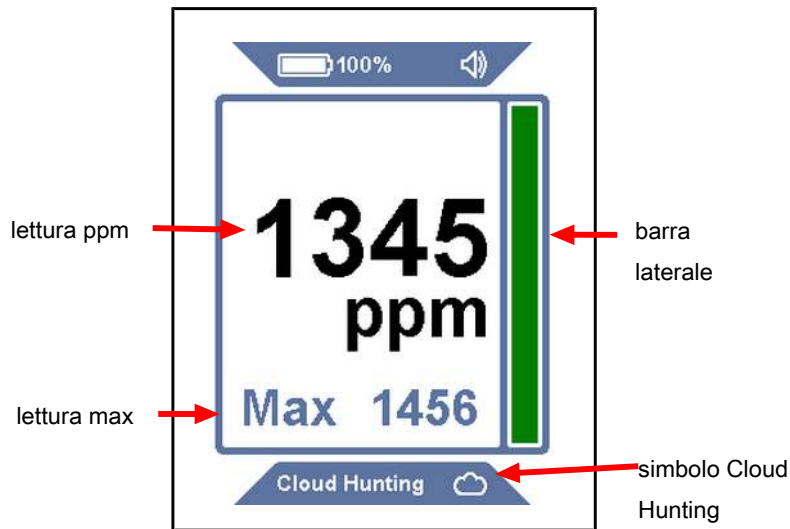 100%
lettura ppm
1345
ppm
barra
laterale
lettura max
Max 1456
Cloud Hunting
simbolo Cloud
Hunting